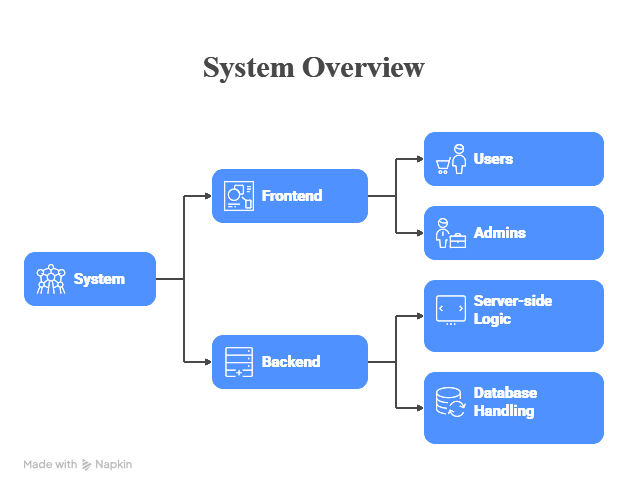 System Overview
Users
Frontend
Admins
System
Server-side
Logic
Backend
Database
Handling
Made with Napkin